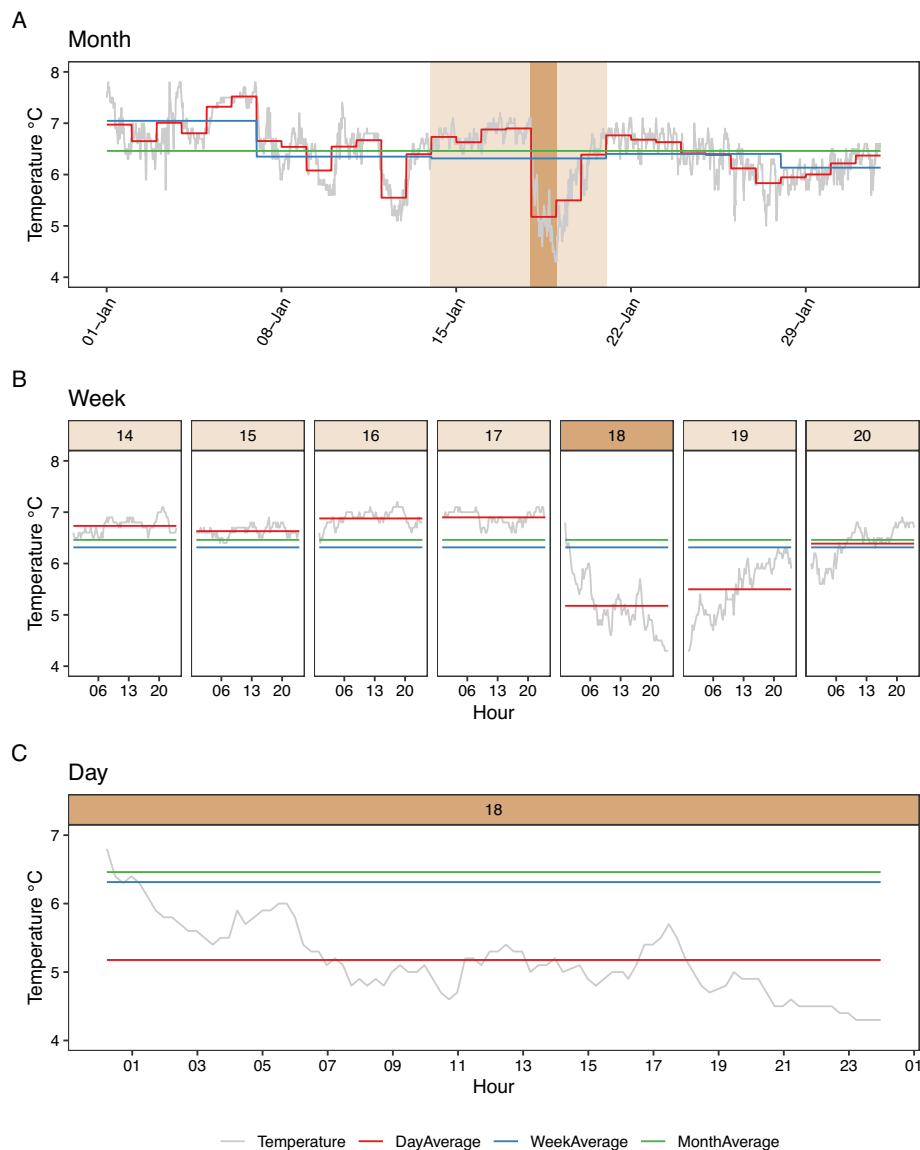 A
Month
Temperature °C
8
7
6
5
4
01-Jan
08-Jan
15-Jan
22-Jan
29-Jan
B
Week
14 15 16 17 18 19 20
Temperature °C
8
7
6
5
4
06 13 20 06 13 20 06 13 20 06 13 20 06 13 20 06 13 20 06 13 20
Hour
C
Day
18
Temperature °C
7
6
5
4
01 03 05 07 09 11 13 15 17 19 21 23 01
Hour
Temperature DayAverage WeekAverage MonthAverage